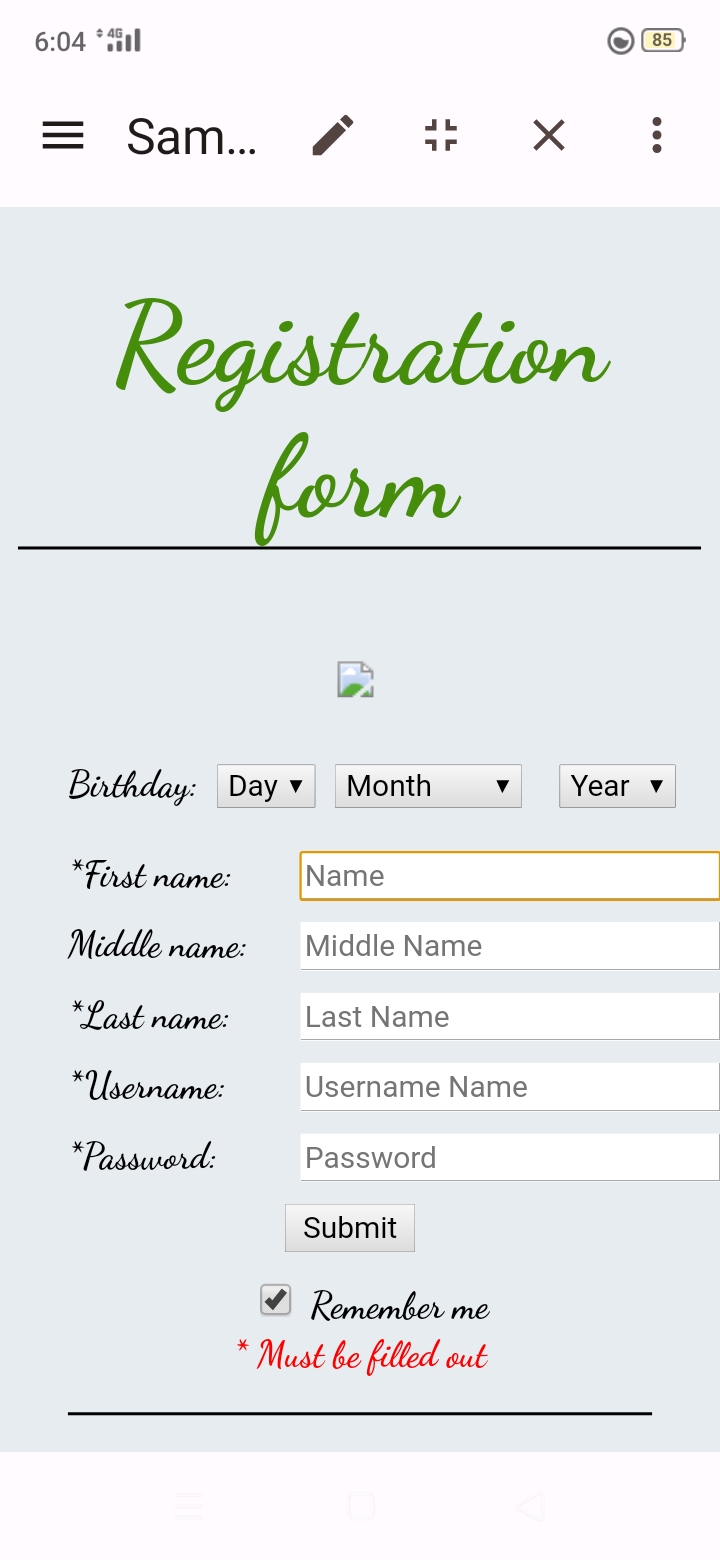 6:04 4G 85
Sam...
Registration
form
Birthday: Day Month Year
*First name: Name
Middle name: Middle Name
*Last name: Last Name
*Username: Username Name
*Password: Password
Submit
Remember me
* Must be filled out